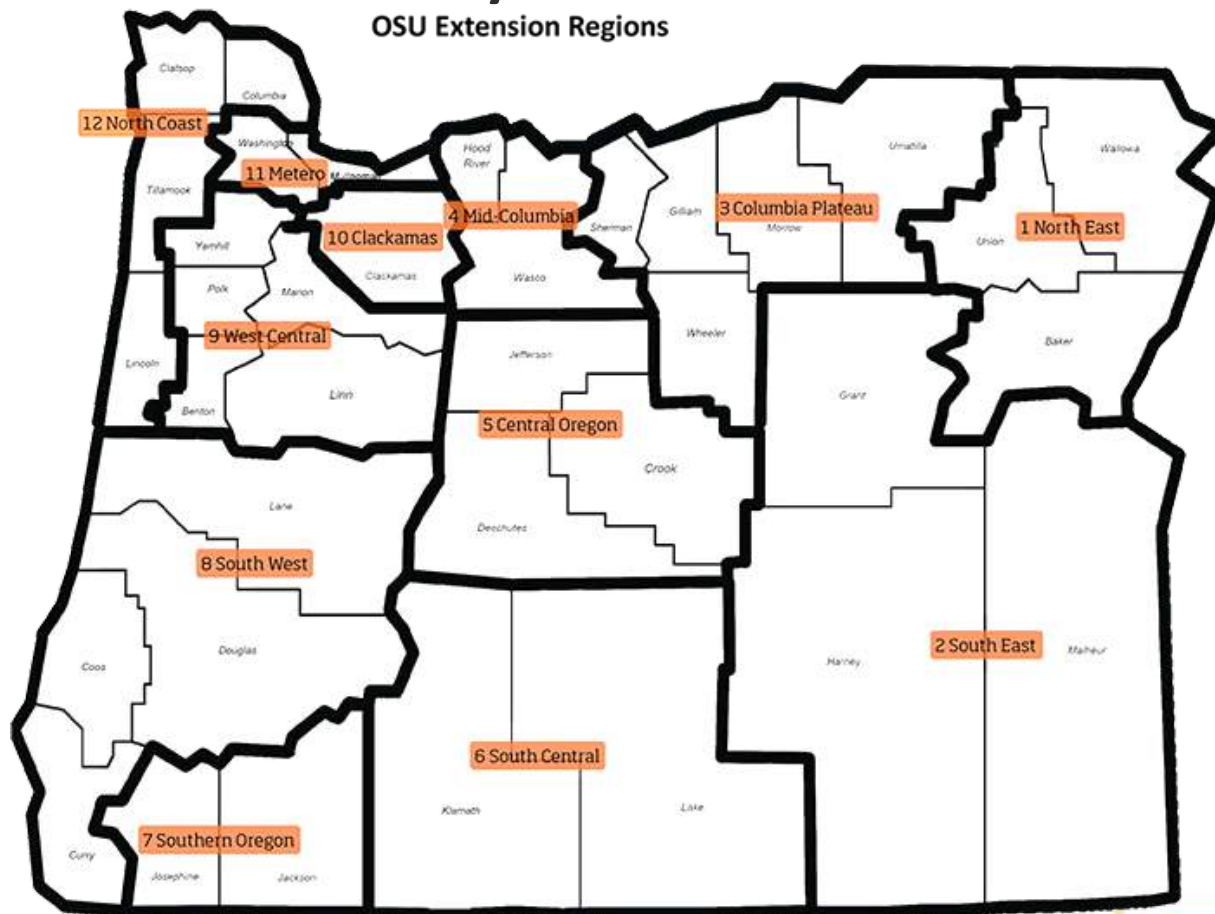 OSU Extension Regions
Clatsop
Columbia
12 North Coast
Washington
11 Metero
Tillamook
Hood
River
4 Mid-Columbia
Sherman
Gilliam
3 Columbia Plateau
Morrow
Umatilla
Wallowa
1 North East
Union
Yamhill
10 Clackamas
Clackamas
Wasco
Polk
Marion
9 West Central
Lincoln
Benton
Linn
Jefferson
Wheeler
Grant
Baker
5 Central Oregon
Crook
Deschutes
Lane
8 South West
Coos
Douglas
Harney
2 South East
Malheur
6 South Central
Klamath
Lake
Curry
7 Southern Oregon
Josephine
Jackson